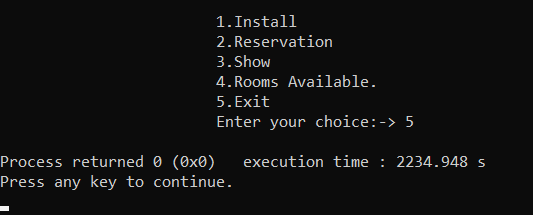 1.Install
2.Reservation
3.Show
4.Rooms Available.
5.Exit
Enter your choice:-> 5
Process returned 0 (0x0)   execution time : 2234.948 s
Press any key to continue.